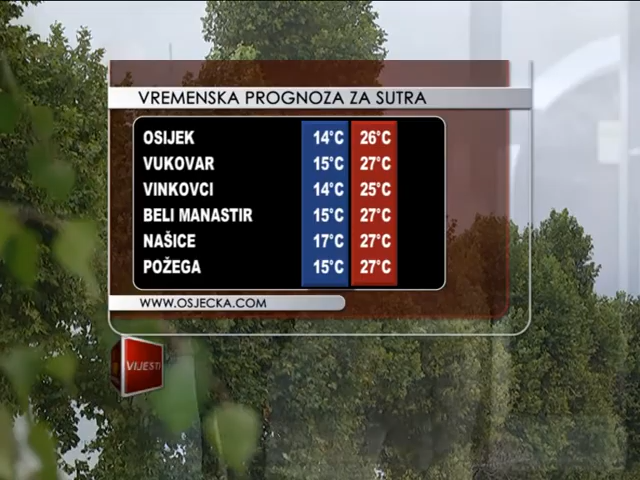 VREMENSKA PROGNOZA ZA SUTRA
OSIJEK 14°C 26°C
VUKOVAR 15°C 27°C
VINKOVCI 14°C 25°C
BELI MANASTIR 15°C 27°C
NAŠICE 17°C 27°C
POŽEGA 15°C 27°C
WWW.OSJECKA.COM
VIJESTI